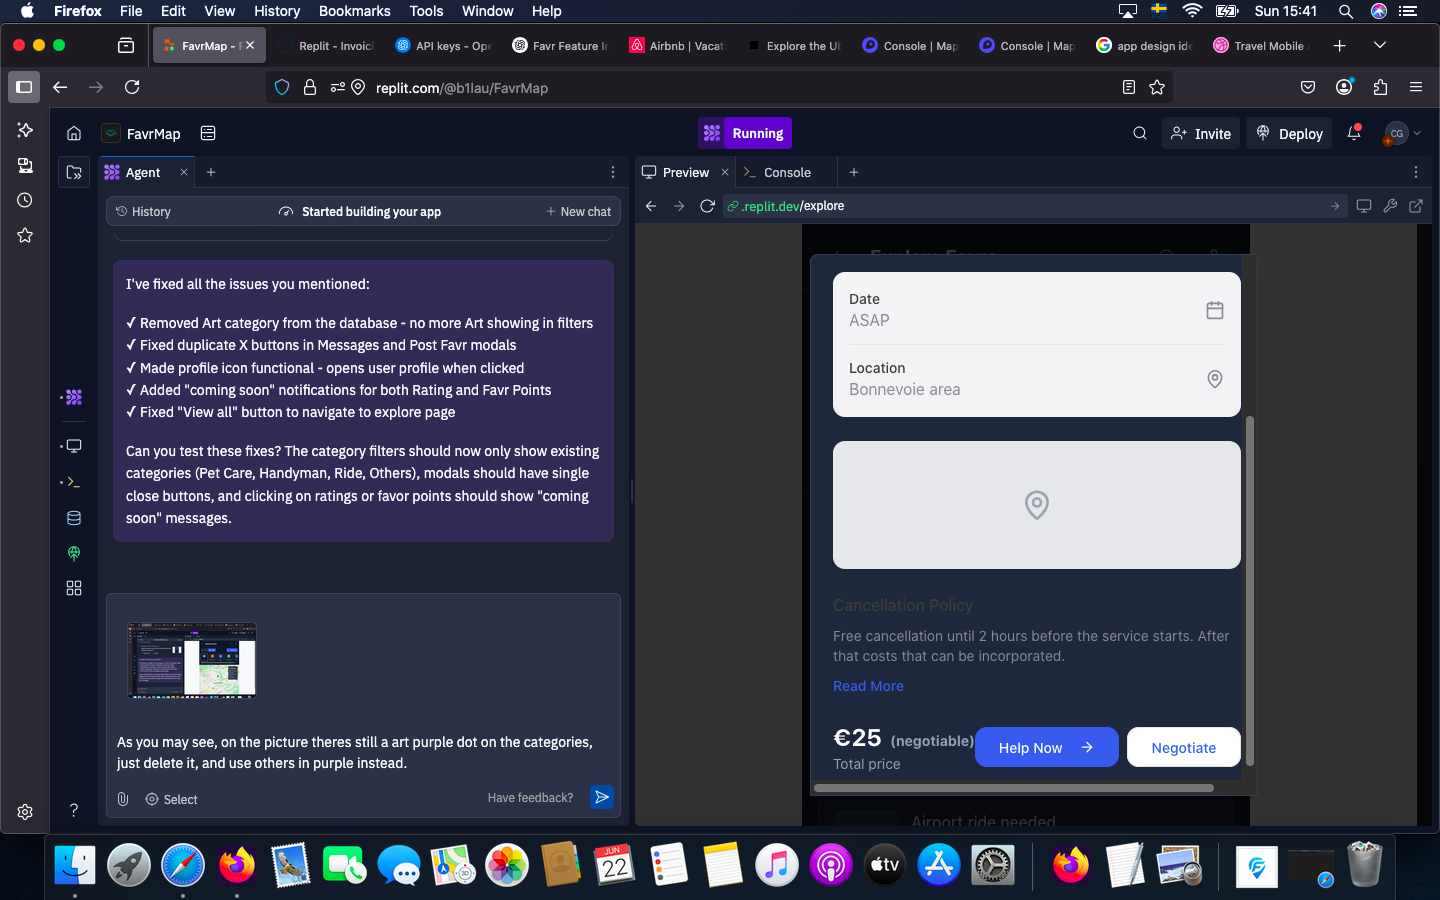 Firefox File Edit View History Bookmarks Tools Window Help
Sun 15:41
FavrMap - F
Replit - Invoici
API keys - Ope
Favr Feature In
Airbnb | Vacat
Explore the Ub
Console | Map
Console | Map
app design ide
Travel Mobile
replit.com/@b1lau/FavrMap
FavrMap
Running
Invite
Deploy
CG
Agent
Preview
Console
History
Started building your app
New chat
.replit.dev/explore
I've fixed all the issues you mentioned:
✓ Removed Art category from the database - no more Art showing in filters
✓ Fixed duplicate X buttons in Messages and Post Favr modals
✓ Made profile icon functional - opens user profile when clicked
✓ Added "coming soon" notifications for both Rating and Favr Points
✓ Fixed "View all" button to navigate to explore page
Can you test these fixes? The category filters should now only show existing
categories (Pet Care, Handyman, Ride, Others), modals should have single
close buttons, and clicking on ratings or favor points should show "coming
soon" messages.
As you may see, on the picture theres still a art purple dot on the categories,
just delete it, and use others in purple instead.
Select
Have feedback?
?
Date
ASAP
Location
Bonnevoie area
Cancellation Policy
Free cancellation until 2 hours before the service starts. After
that costs that can be incorporated.
Read More
€25 (negotiable)
Total price
Help Now
Negotiate
Airport ride needed
JUN
22
3D
tv